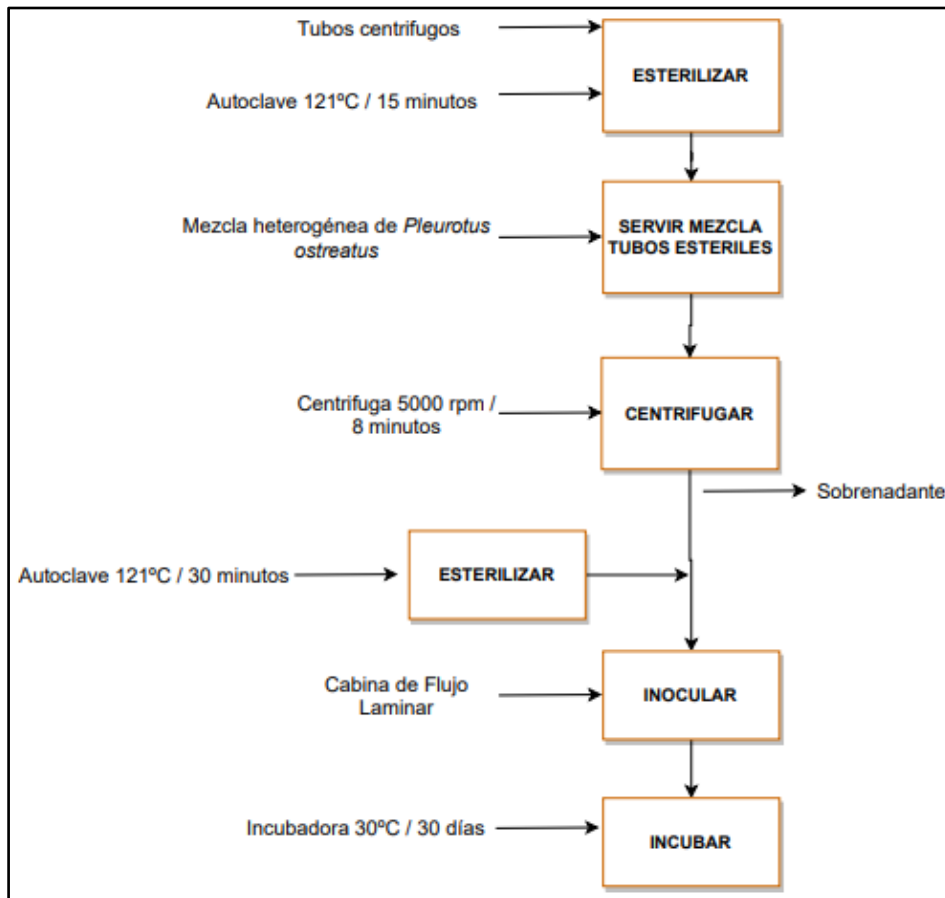 Tubos centrifugos
ESTERILIZAR
Autoclave 121ºC / 15 minutos
Mezcla heterogénea de Pleurotus
ostreatus
SERVIR MEZCLA
TUBOS ESTERILES
Centrifuga 5000 rpm /
8 minutos
CENTRIFUGAR
Sobrenadante
Autoclave 121ºC / 30 minutos
ESTERILIZAR
Cabina de Flujo
Laminar
INOCULAR
Incubadora 30ºC / 30 días
INCUBAR